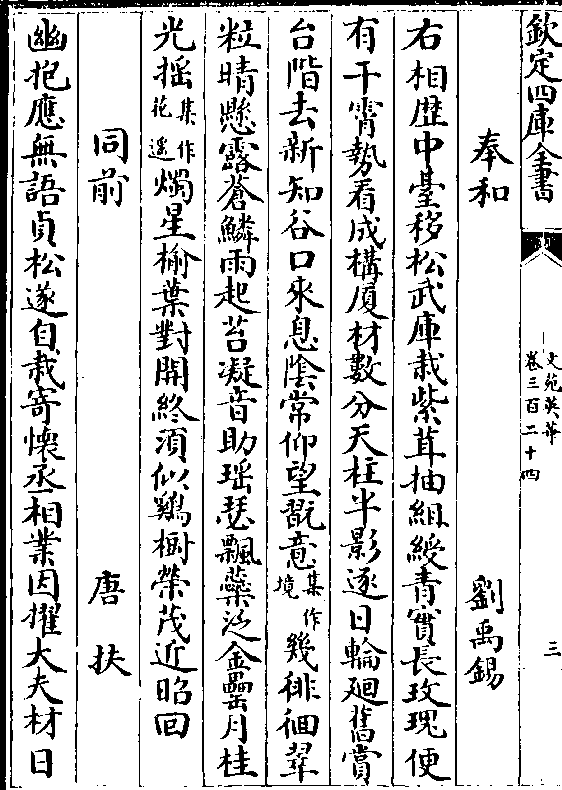 欽定四庫全書
文苑英華
卷三百二十四
三
奉和
劉禹錫
右相歴中臺移松武庫栽紫茸抽組綬青實長玫瑰便
有干霄勢看成構厦材數分天柱半影逐日輪廻舊賞
台階去新知谷口來息陰常仰望翫意集作境幾徘徊翠
粒晴懸露蒼鱗雨起苔凝音助瑶瑟飄蘂泛金罍月桂
光揺集作花遥燭星榆葉對開終須似雞樹榮茂近昭回
同前
唐扶
幽抱應無語貞松遂自栽寄懷丞相業因擢大夫材日